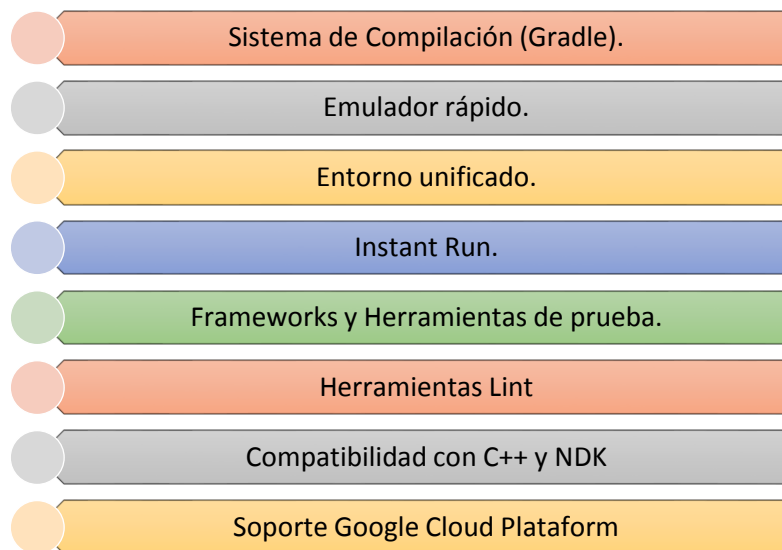 Sistema de Compilación (Gradle).
Emulador rápido.
Entorno unificado.
Instant Run.
Frameworks y Herramientas de prueba.
Herramientas Lint
Compatibilidad con C++ y NDK
Soporte Google Cloud Plataform